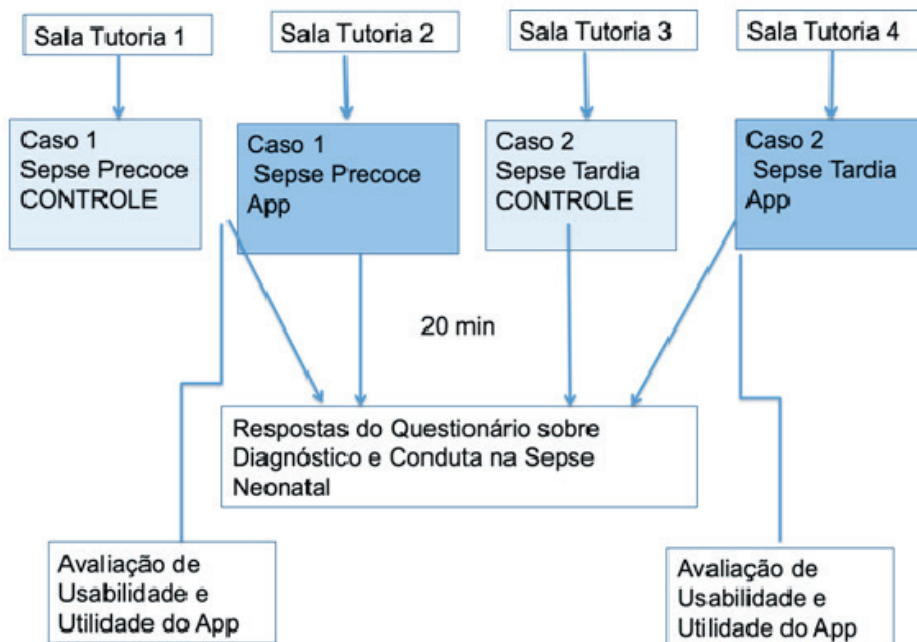 Sala Tutoria 1
Sala Tutoria 2
Sala Tutoria 3
Sala Tutoria 4
Caso 1
Sepse Precoce
CONTROLE
Caso 1
Sepse Precoce
App
Caso 2
Sepse Tardia
CONTROLE
Caso 2
Sepse Tardia
App
20 min
Respostas do Questionário sobre
Diagnóstico e Conduta na Sepse
Neonatal
Avaliação de
Usabilidade e
Utilidade do App
Avaliação de
Usabilidade e
Utilidade do App